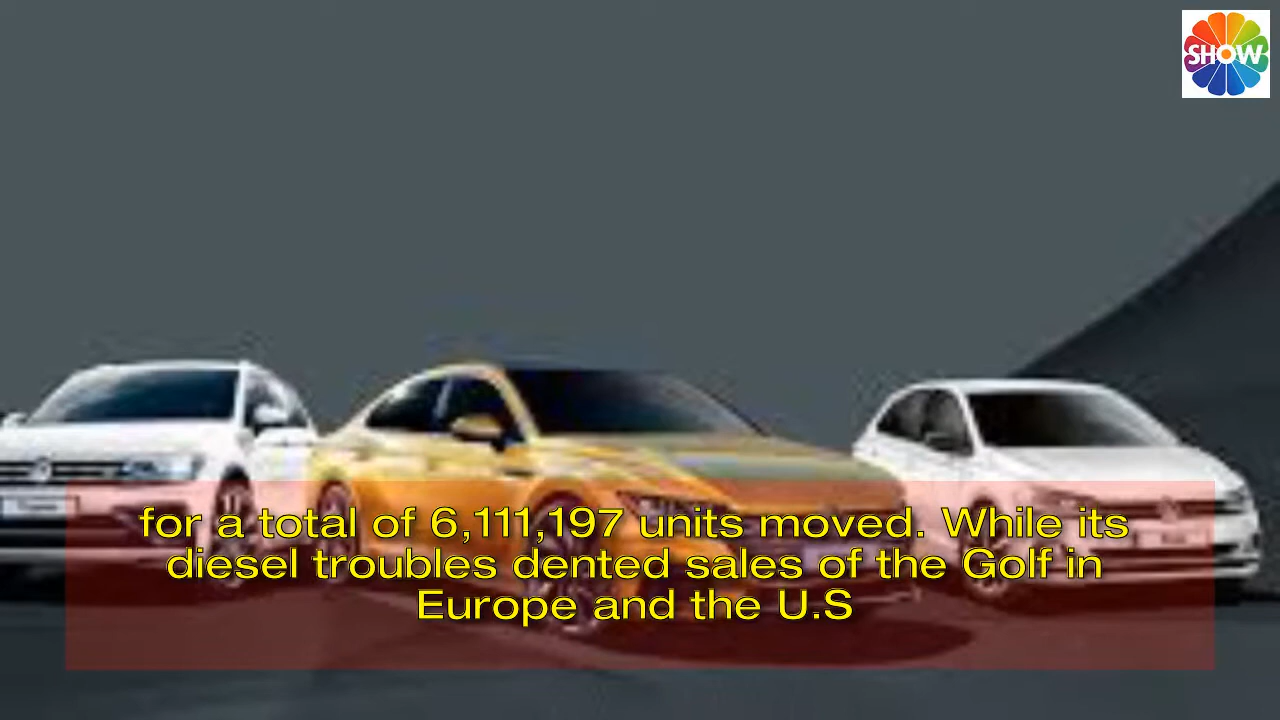 SHOW
for a total of 6,111,197 units moved. While its
diesel troubles dented sales of the Golf in
Europe and the U.S